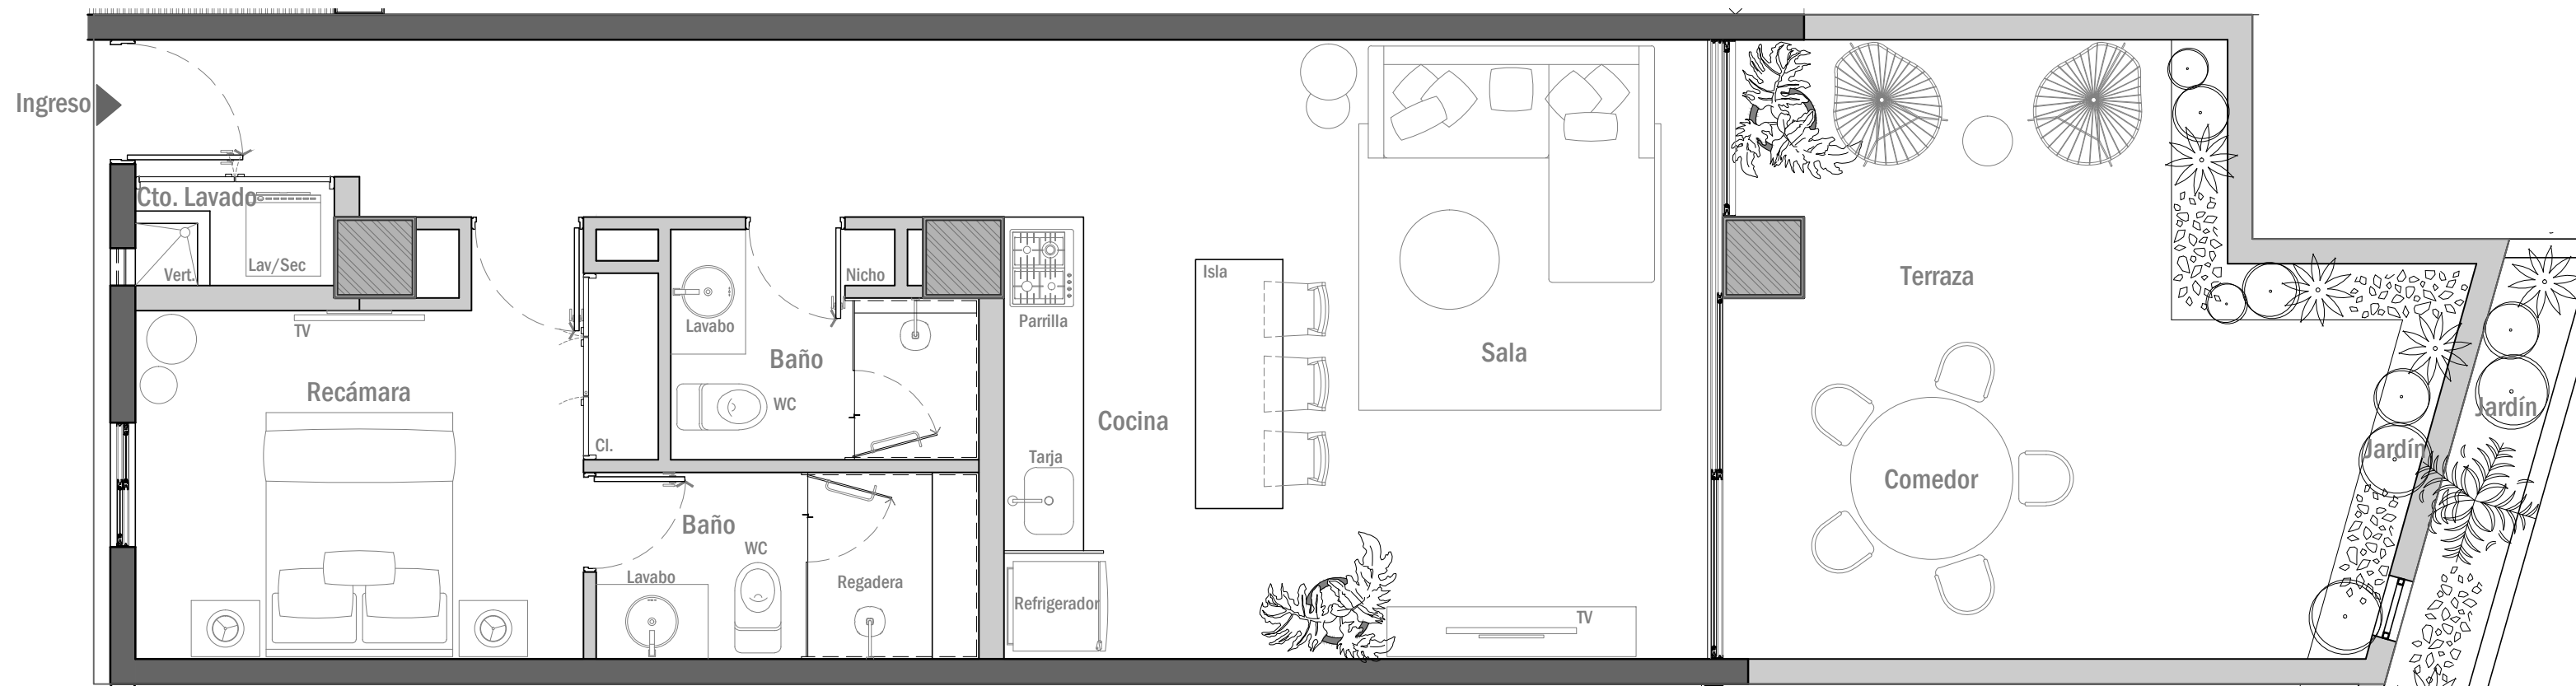 Ingreso
Cto. Lavado
Vert.
Lav/Sec
TV
Recámara
Cl.
Lavabo
Baño
WC
Nicho
Baño
WC
Lavabo
Regadera
Parrilla
Cocina
Tarja
Refrigerador
Isla
Sala
TV
Terraza
Comedor
Jardín
Jardín